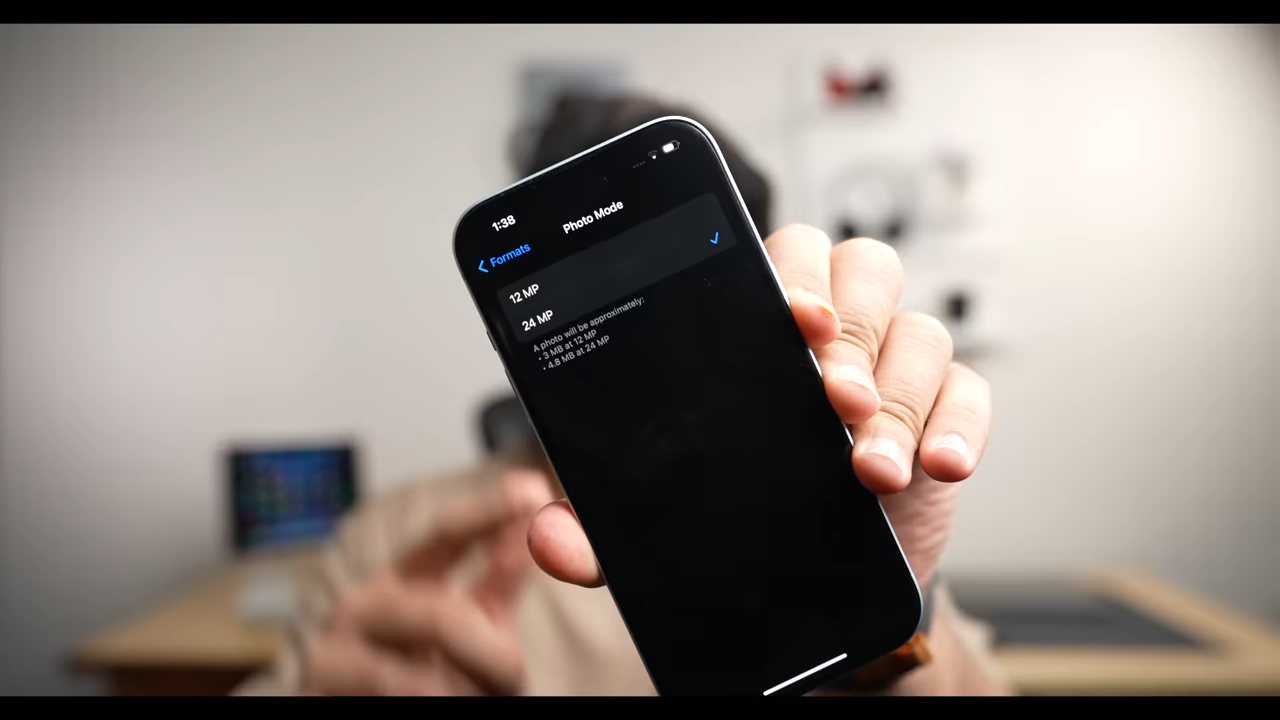 1:38
Formats
Photo Mode
12 MP
24 MP
A photo will be approximately:
• 3 MB at 12 MP
• 4.8 MB at 24 MP